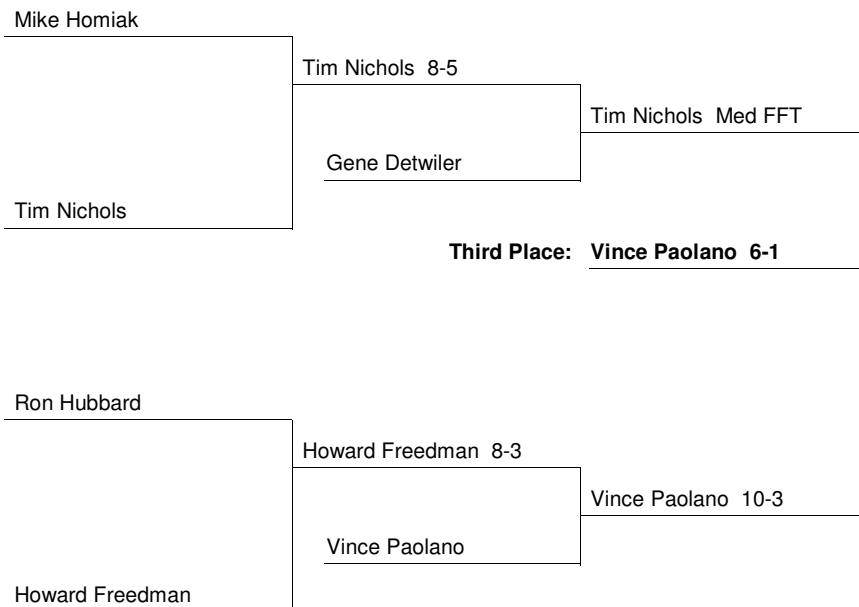 Mike Homiak
Tim Nichols 8-5
Tim Nichols Med FFT
Gene Detwiler
Tim Nichols
Third Place: Vince Paolano 6-1
Ron Hubbard
Howard Freedman 8-3
Vince Paolano 10-3
Vince Paolano
Howard Freedman